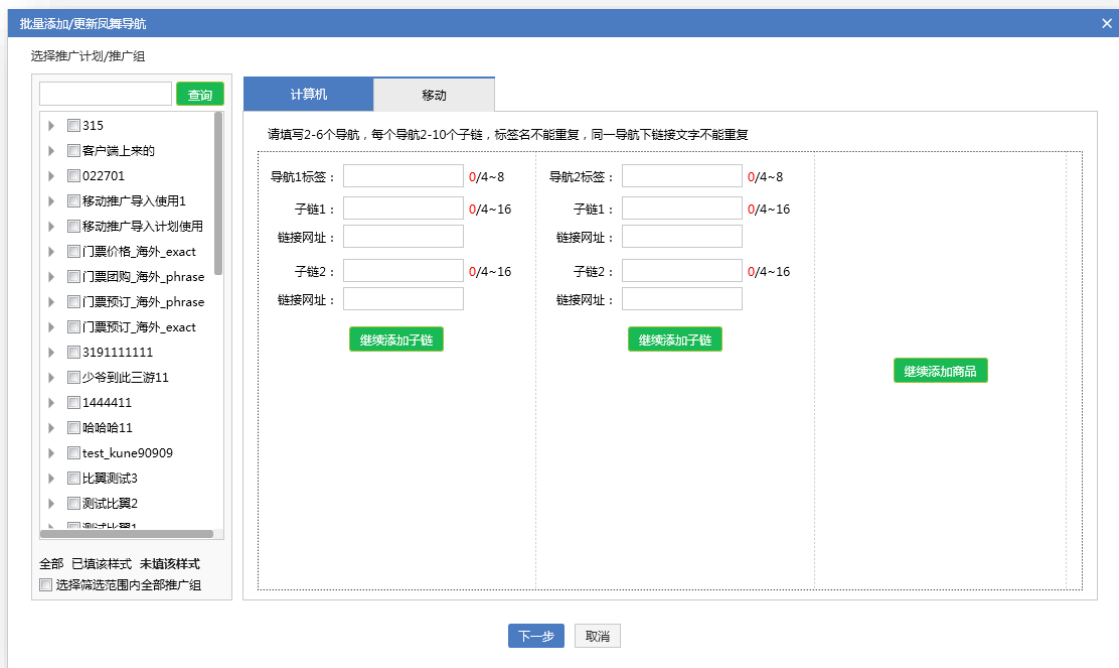 批量添加/更新凤舞导航
×
选择推广计划/推广组
查询
315
客户端上来的
022701
移动推广导入使用1
移动推广导入计划使用
门票价格_海外_exact
门票团购_海外_phrase
门票预订_海外_phrase
门票预订_海外_exact
3191111111
少爷到此三游11
1444411
哈哈哈11
test_kune90909
比翼测试3
测试比翼2
测试比翼1
全部 已填该样式 未填该样式
选择筛选范围内全部推广组
计算机 移动
请填写2-6个导航，每个导航2-10个子链，标签名不能重复，同一导航下链接文字不能重复
导航1标签： 0/4~8
子链1： 0/4~16
链接网址：
子链2： 0/4~16
链接网址：
继续添加子链
导航2标签： 0/4~8
子链1： 0/4~16
链接网址：
子链2： 0/4~16
链接网址：
继续添加子链
继续添加商品
下一步 取消